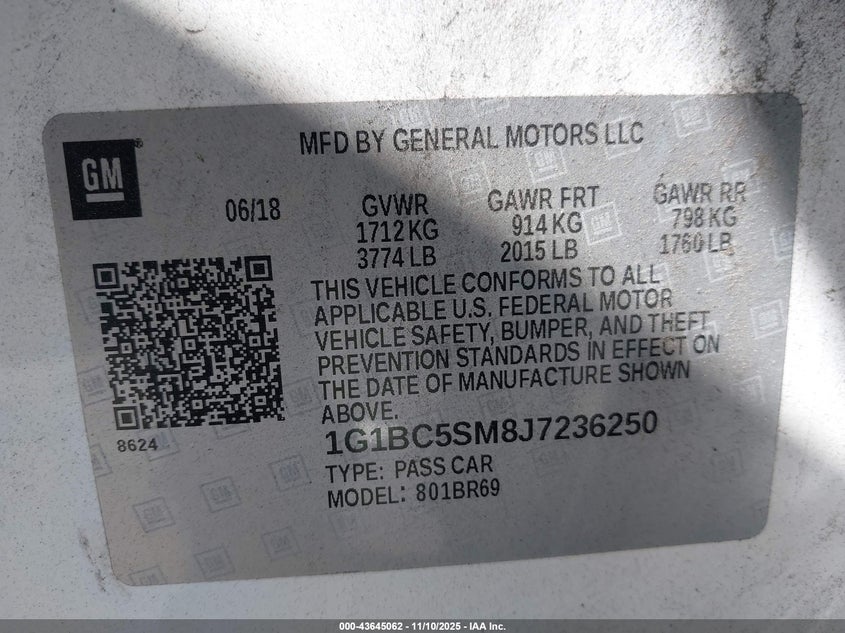 MFD BY GENERAL MOTORS LLC
GM
06/18
GVWR
1712 KG
3774 LB
GAWR FRT
914 KG
2015 LB
GAWR RR
798 KG
1760 LB
THIS VEHICLE CONFORMS TO ALL
APPLICABLE U.S. FEDERAL MOTOR
VEHICLE SAFETY, BUMPER, AND THEFT
PREVENTION STANDARDS IN EFFECT ON
THE DATE OF MANUFACTURE SHOWN
ABOVE.
8624
1G1BC5SM8J7236250
TYPE: PASS CAR
MODEL: 801BR69
000-43645062 - 11/10/2025 - IAA Inc.